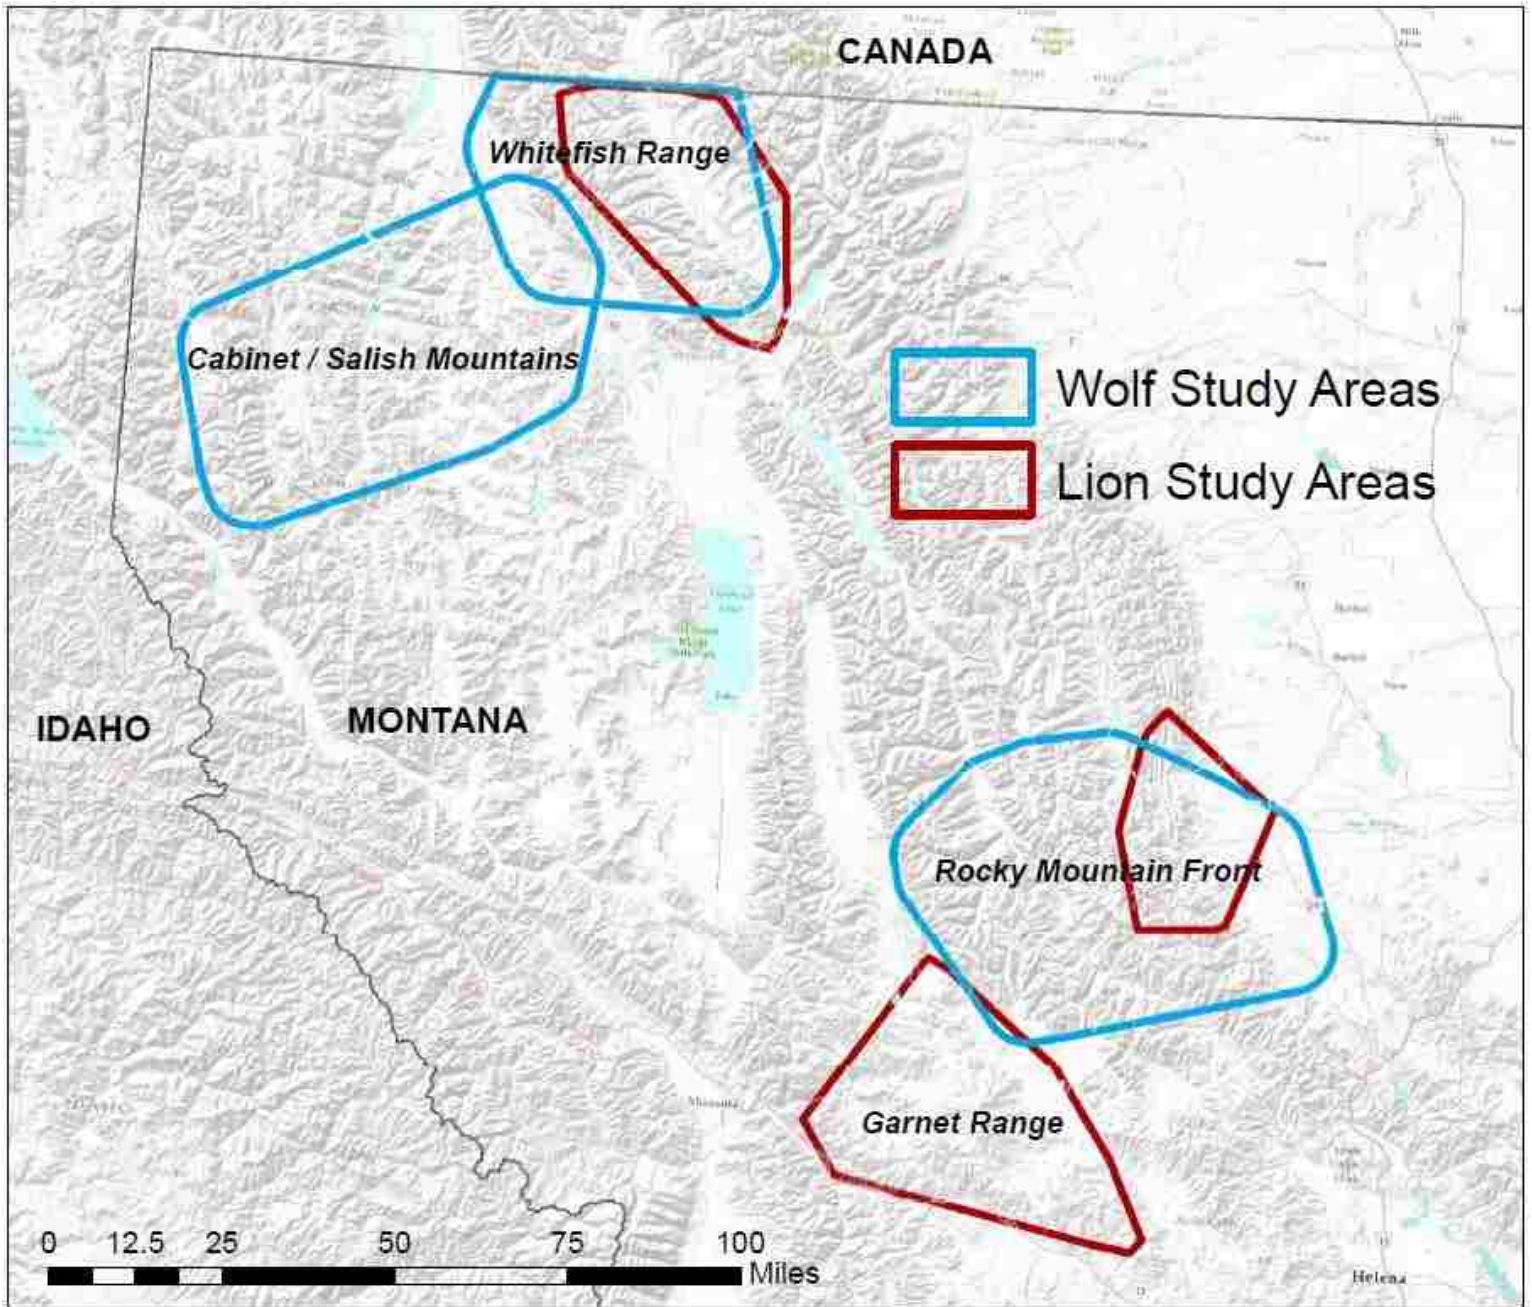 CANADA
Whitefish Range
Cabinet / Salish Mountains
Wolf Study Areas
Lion Study Areas
IDAHO
MONTANA
Rocky Mountain Front
Garnet Range
Missoula
0 12.5 25 50 75 100
Miles
Helena